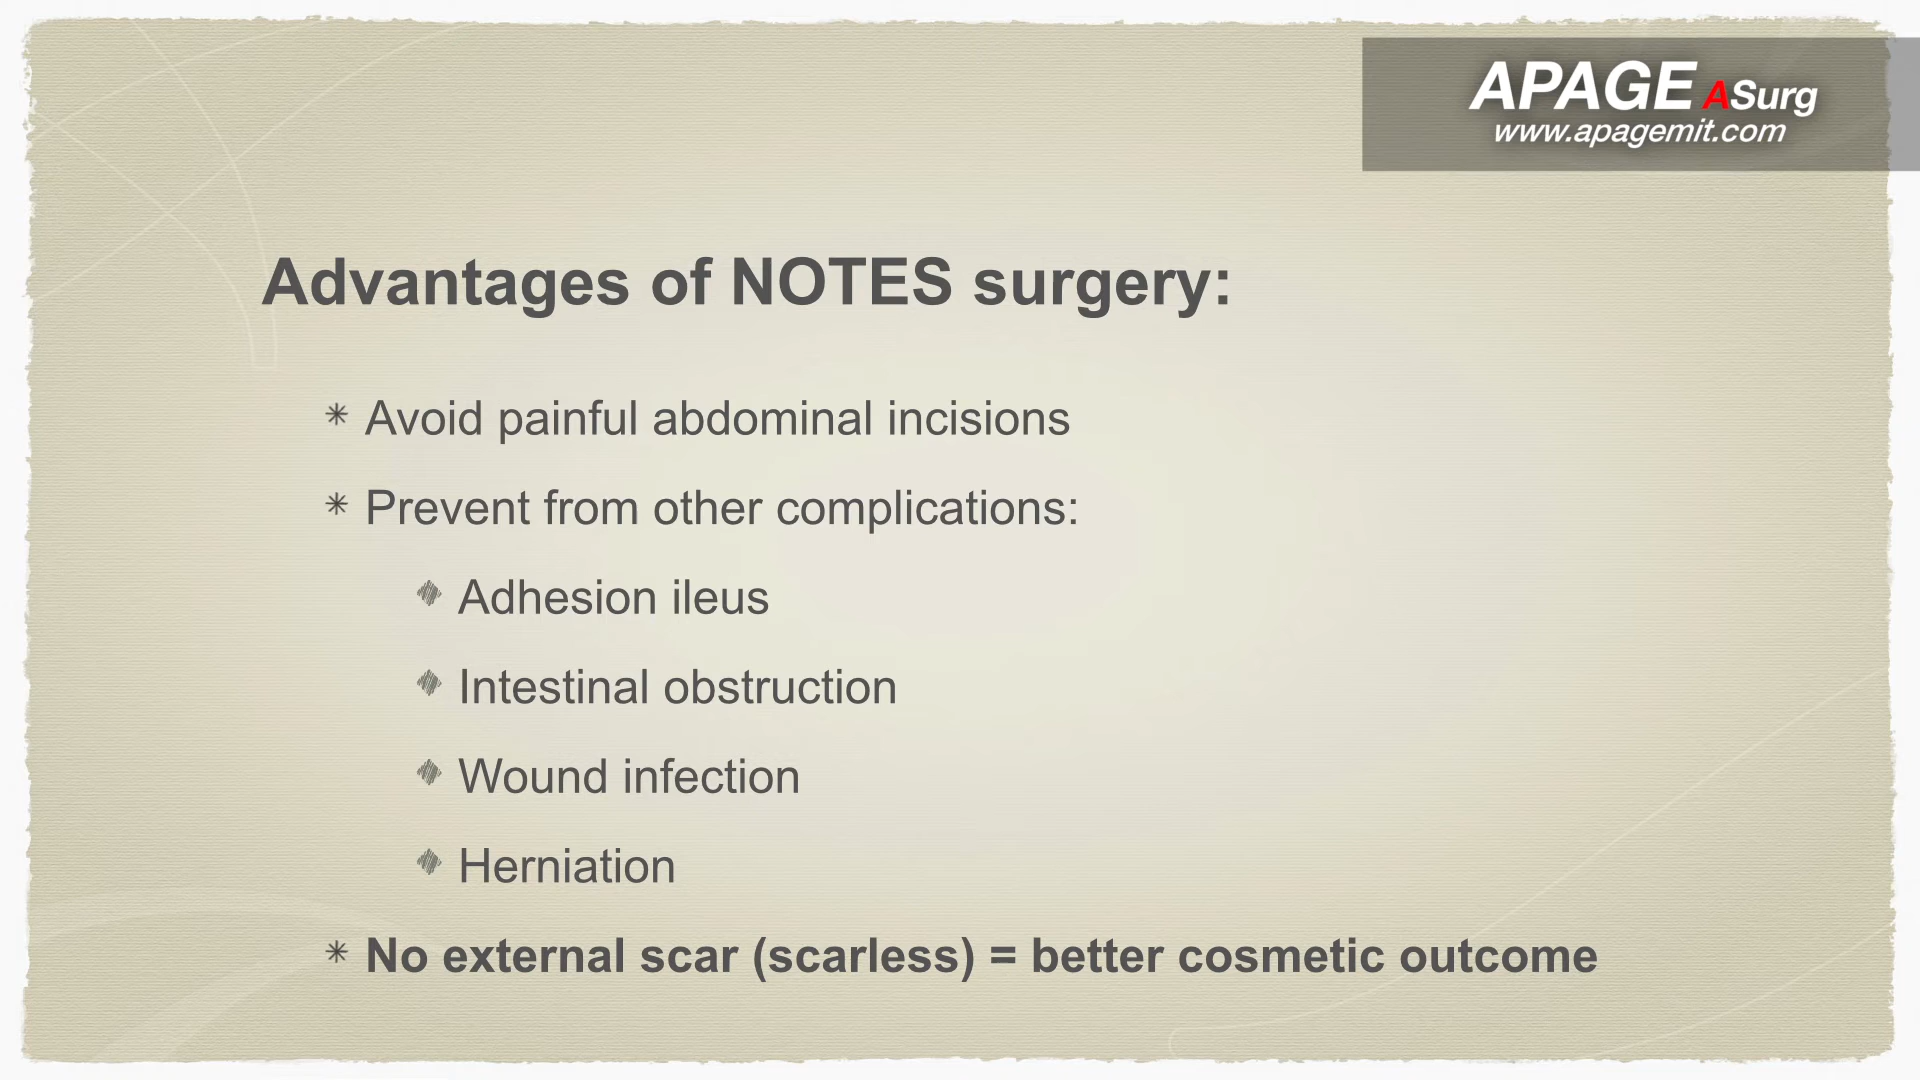 APAGE ASurg
www.apagemit.com
Advantages of NOTES surgery:
Avoid painful abdominal incisions
Prevent from other complications:
Adhesion ileus
Intestinal obstruction
Wound infection
Herniation
No external scar (scarless) = better cosmetic outcome